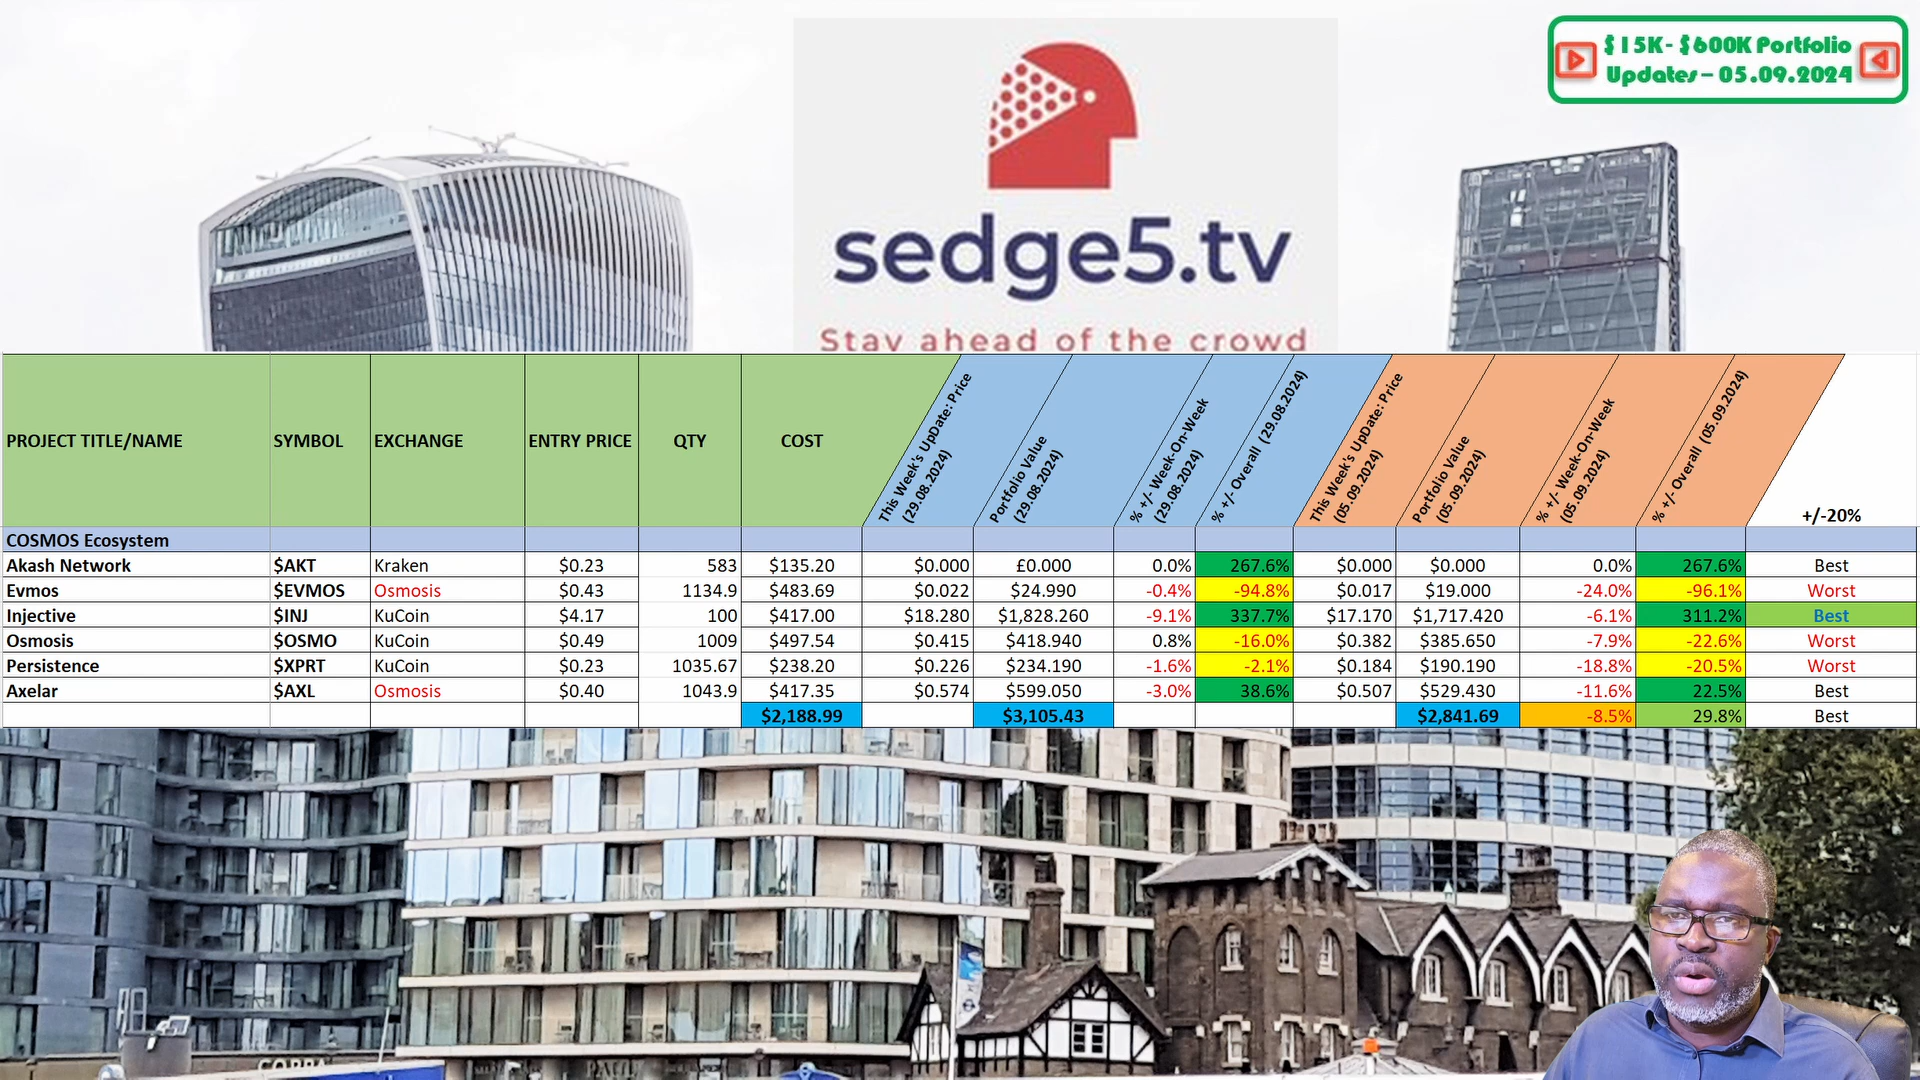 $15K- $600K Portfolio
Updates – 05.09.2024
sedge5.tv
Stay ahead of the crowd
PROJECT TITLE/NAME SYMBOL EXCHANGE ENTRY PRICE QTY COST This Week's UpDate: Price (29.08.2024) Portfolio Value (29.08.2024) % +/- Week-On-Week (29.08.2024) % +/- Overall (29.08.2024) This Week's UpDate: Price (05.09.2024) Portfolio Value (05.09.2024) % +/- Week-On-Week (05.09.2024) % +/- Overall (05.09.2024) +/-20%
COSMOS Ecosystem
Akash Network $AKT Kraken $0.23 583 $135.20 $0.000 £0.000 0.0% 267.6% $0.000 $0.000 0.0% 267.6% Best
Evmos $EVMOS Osmosis $0.43 1134.9 $483.69 $0.022 $24.990 -0.4% -94.8% $0.017 $19.000 -24.0% -96.1% Worst
Injective $INJ KuCoin $4.17 100 $417.00 $18.280 $1,828.260 -9.1% 337.7% $17.170 $1,717.420 -6.1% 311.2% Best
Osmosis $OSMO KuCoin $0.49 1009 $497.54 $0.415 $418.940 0.8% -16.0% $0.382 $385.650 -7.9% -22.6% Worst
Persistence $XPRT KuCoin $0.23 1035.67 $238.20 $0.226 $234.190 -1.6% -2.1% $0.184 $190.190 -18.8% -20.5% Worst
Axelar $AXL Osmosis $0.40 1043.9 $417.35 $0.574 $599.050 -3.0% 38.6% $0.507 $529.430 -11.6% 22.5% Best
$2,188.99 $3,105.43 $2,841.69 -8.5% 29.8% Best